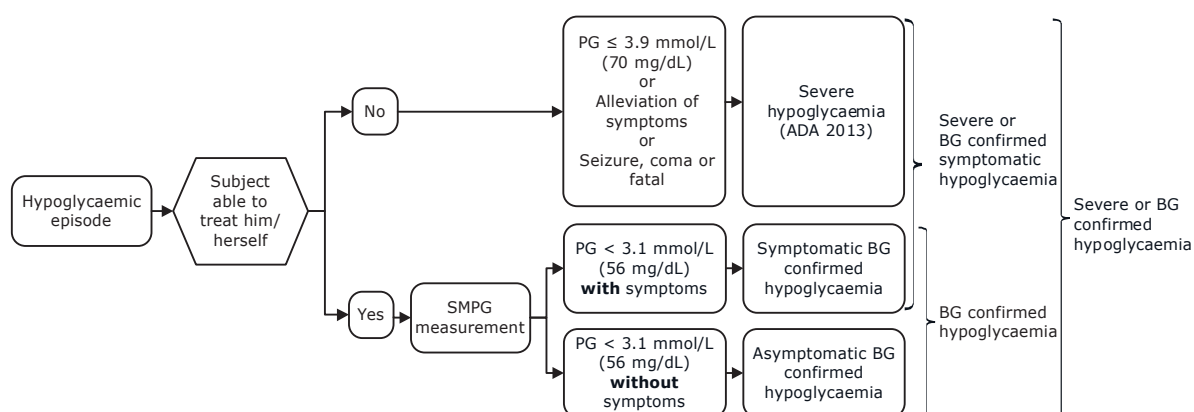 Hypoglycaemic
episode
Subject
able to
treat him/
herself
No
PG ≤ 3.9 mmol/L
(70 mg/dL)
or
Alleviation of
symptoms
or
Seizure, coma or
fatal
Severe
hypoglycaemia
(ADA 2013)
Yes
SMPG
measurement
PG < 3.1 mmol/L
(56 mg/dL)
with symptoms
Symptomatic BG
confirmed
hypoglycaemia
PG < 3.1 mmol/L
(56 mg/dL)
without
symptoms
Asymptomatic BG
confirmed
hypoglycaemia
Severe or
BG confirmed
symptomatic
hypoglycaemia
BG confirmed
hypoglycaemia
Severe or BG
confirmed
hypoglycaemia